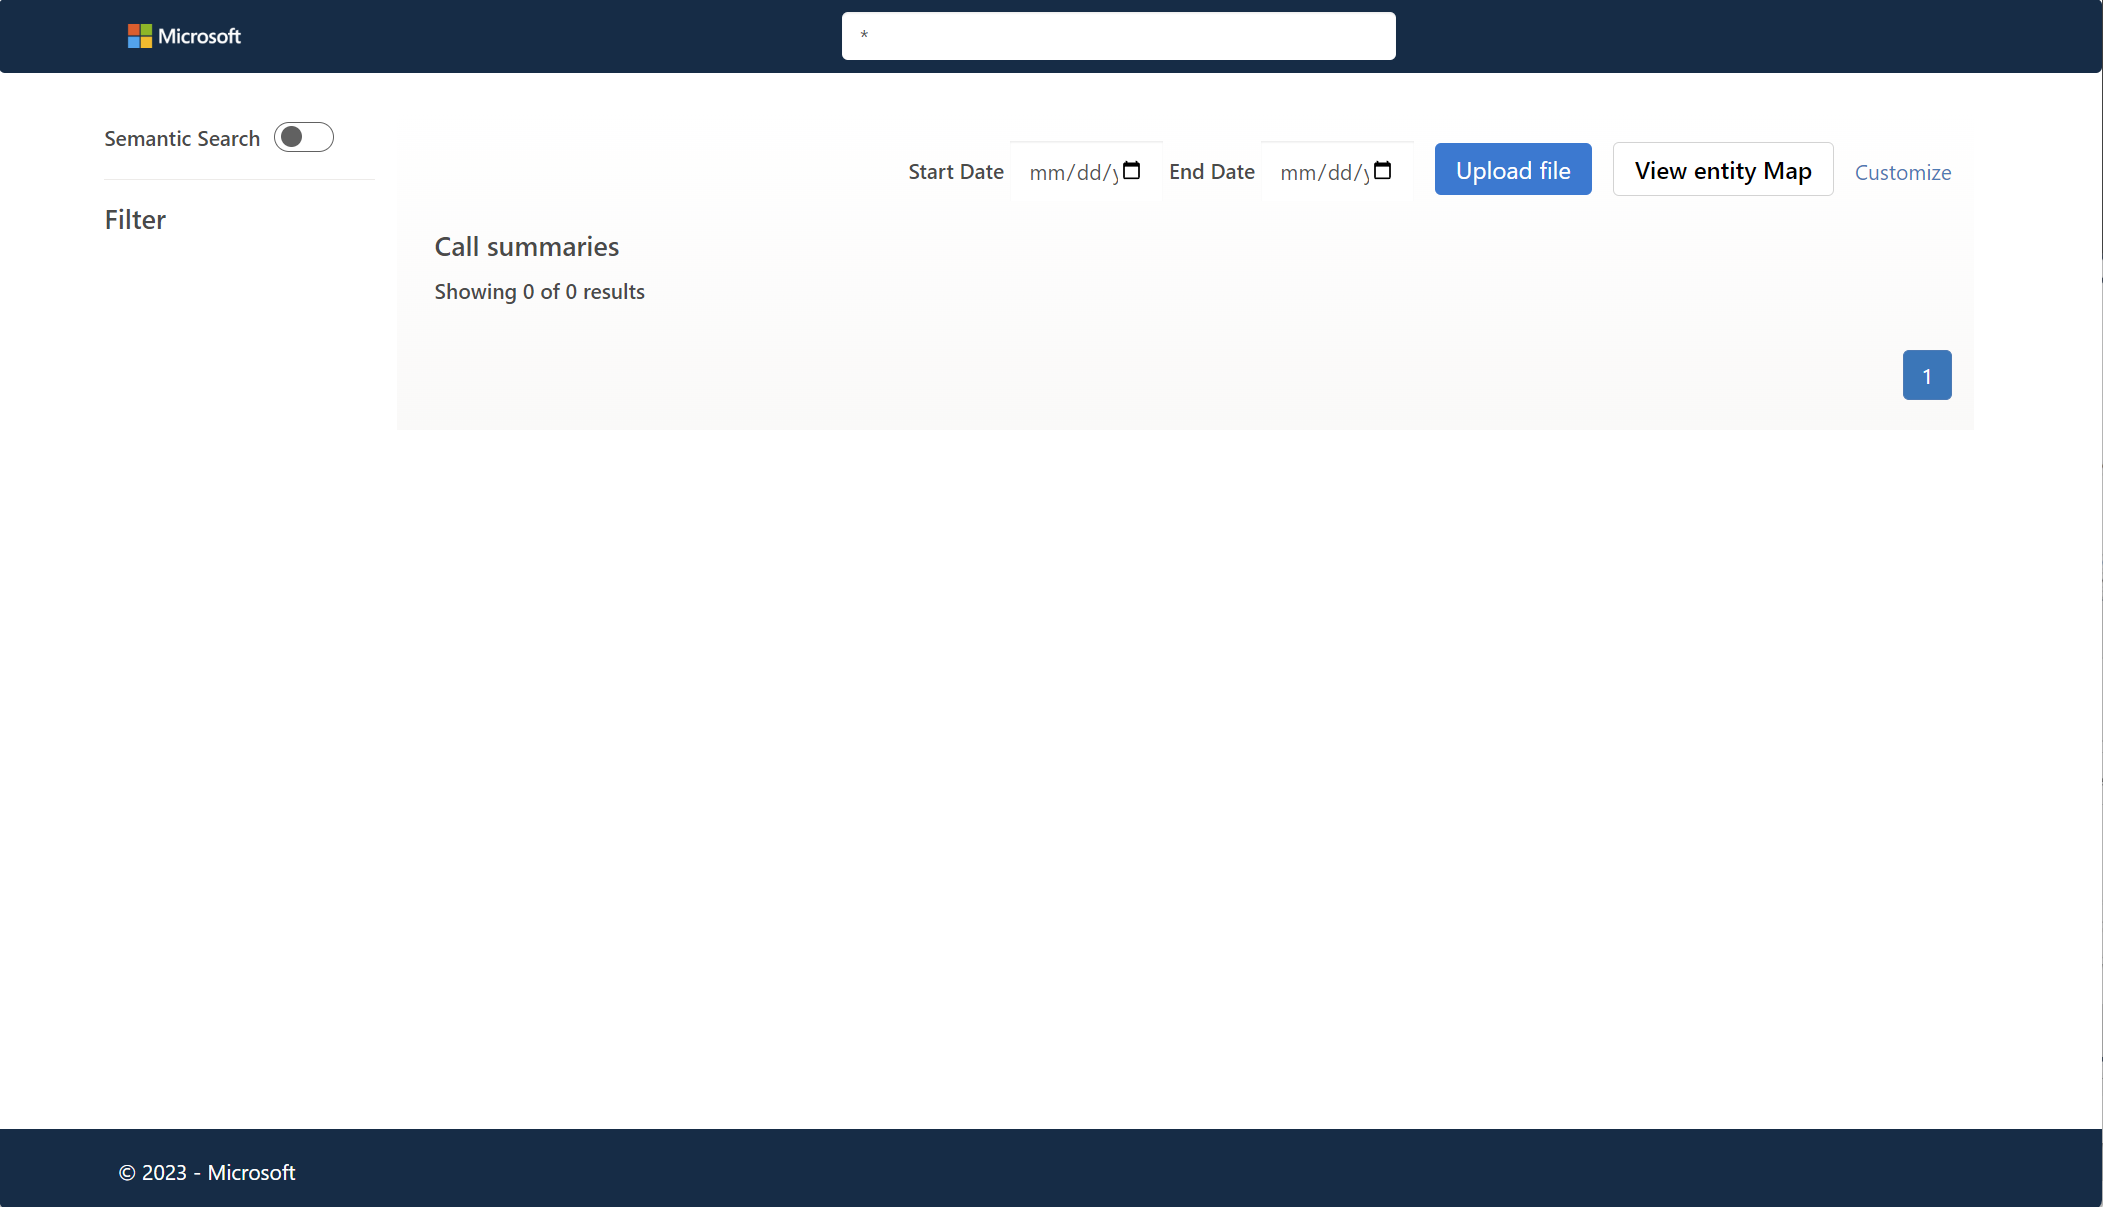 Microsoft
*
Semantic Search
Start Date mm/dd/y End Date mm/dd/y Upload file View entity Map Customize
Filter
Call summaries
Showing 0 of 0 results
1
© 2023 - Microsoft